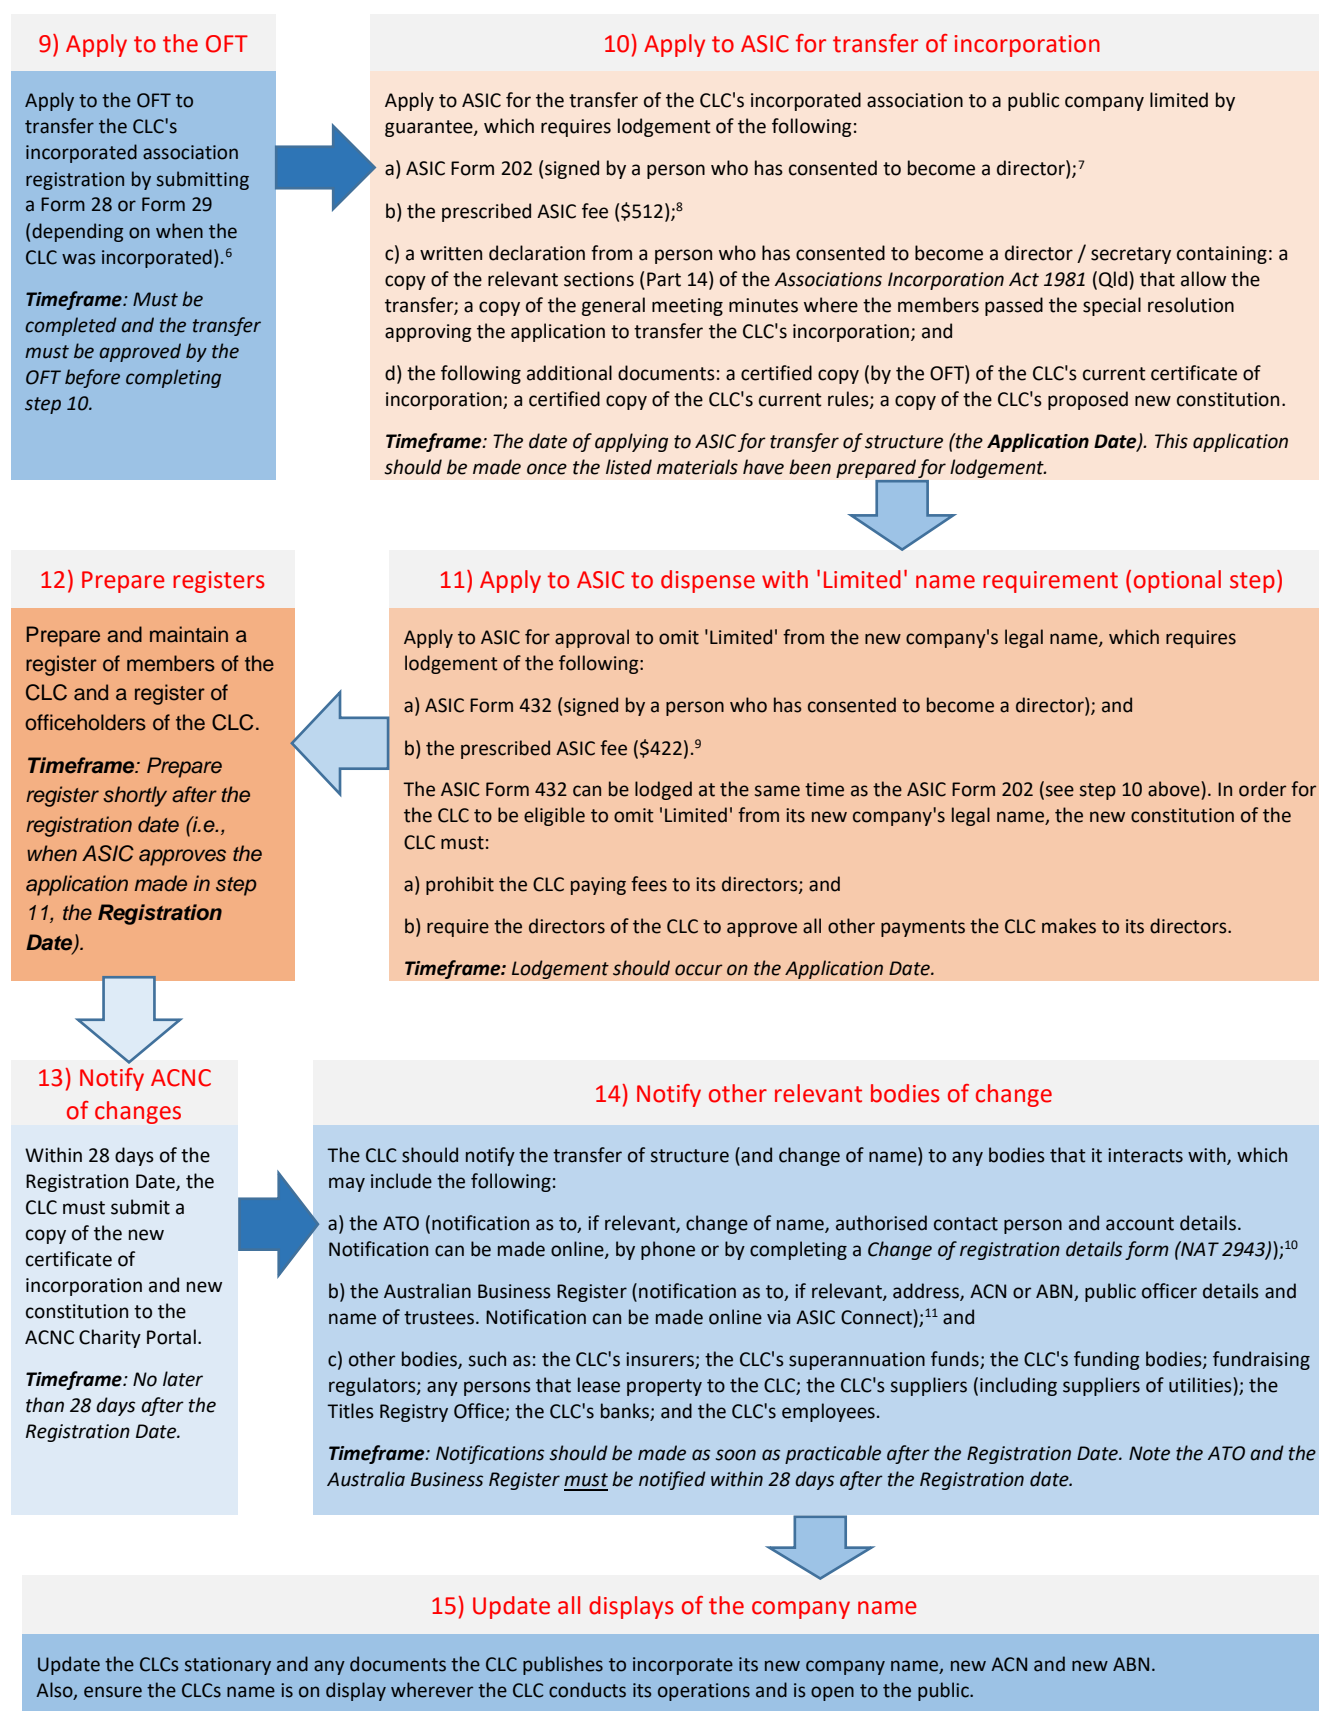 9) Apply to the OFT
Apply to the OFT to
transfer the CLC's
incorporated association
registration by submitting
a Form 28 or Form 29
(depending on when the
CLC was incorporated).6
Timeframe: Must be
completed and the transfer
must be approved by the
OFT before completing
step 10.
10) Apply to ASIC for transfer of incorporation
Apply to ASIC for the transfer of the CLC's incorporated association to a public company limited by
guarantee, which requires lodgement of the following:
a) ASIC Form 202 (signed by a person who has consented to become a director);7
b) the prescribed ASIC fee ($512);8
c) a written declaration from a person who has consented to become a director / secretary containing: a
copy of the relevant sections (Part 14) of the Associations Incorporation Act 1981 (Qld) that allow the
transfer; a copy of the general meeting minutes where the members passed the special resolution
approving the application to transfer the CLC's incorporation; and
d) the following additional documents: a certified copy (by the OFT) of the CLC's current certificate of
incorporation; a certified copy of the CLC's current rules; a copy of the CLC's proposed new constitution.
Timeframe: The date of applying to ASIC for transfer of structure (the Application Date). This application
should be made once the listed materials have been prepared for lodgement.
11) Apply to ASIC to dispense with 'Limited' name requirement (optional step)
Apply to ASIC for approval to omit 'Limited' from the new company's legal name, which requires
lodgement of the following:
a) ASIC Form 432 (signed by a person who has consented to become a director); and
b) the prescribed ASIC fee ($422).9
The ASIC Form 432 can be lodged at the same time as the ASIC Form 202 (see step 10 above). In order for
the CLC to be eligible to omit 'Limited' from its new company's legal name, the new constitution of the
CLC must:
a) prohibit the CLC paying fees to its directors; and
b) require the directors of the CLC to approve all other payments the CLC makes to its directors.
Timeframe: Lodgement should occur on the Application Date.
12) Prepare registers
Prepare and maintain a
register of members of the
CLC and a register of
officeholders of the CLC.
Timeframe: Prepare
register shortly after the
registration date (i.e.,
when ASIC approves the
application made in step
11, the Registration
Date).
13) Notify ACNC
of changes
Within 28 days of the
Registration Date, the
CLC must submit a
copy of the new
certificate of
incorporation and new
constitution to the
ACNC Charity Portal.
Timeframe: No later
than 28 days after the
Registration Date.
14) Notify other relevant bodies of change
The CLC should notify the transfer of structure (and change of name) to any bodies that it interacts with, which
may include the following:
a) the ATO (notification as to, if relevant, change of name, authorised contact person and account details.
Notification can be made online, by phone or by completing a Change of registration details form (NAT 2943));10
b) the Australian Business Register (notification as to, if relevant, address, ACN or ABN, public officer details and
name of trustees. Notification can be made online via ASIC Connect);11 and
c) other bodies, such as: the CLC's insurers; the CLC's superannuation funds; the CLC's funding bodies; fundraising
regulators; any persons that lease property to the CLC; the CLC's suppliers (including suppliers of utilities); the
Titles Registry Office; the CLC's banks; and the CLC's employees.
Timeframe: Notifications should be made as soon as practicable after the Registration Date. Note the ATO and the
Australia Business Register must be notified within 28 days after the Registration date.
15) Update all displays of the company name
Update the CLCs stationary and any documents the CLC publishes to incorporate its new company name, new ACN and new ABN.
Also, ensure the CLCs name is on display wherever the CLC conducts its operations and is open to the public.